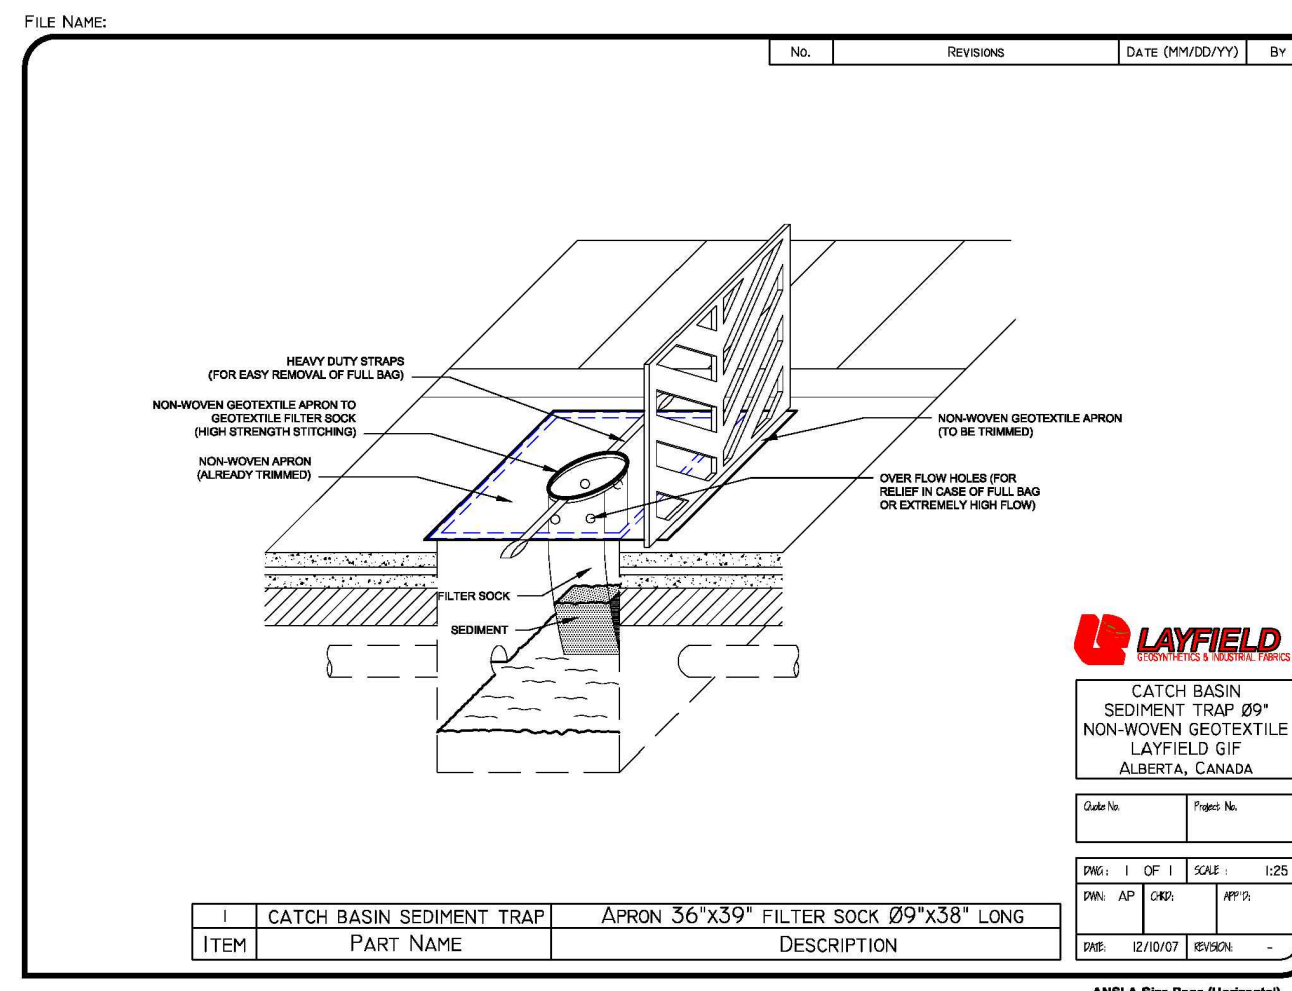 FILE NAME:
No. REVISIONS DATE (MM/DD/YY) BY
HEAVY DUTY STRAPS
(FOR EASY REMOVAL OF FULL BAG)
NON-WOVEN GEOTEXTILE APRON TO
GEOTEXTILE FILTER SOCK
(HIGH STRENGTH STITCHING)
NON-WOVEN APRON
(ALREADY TRIMMED)
NON-WOVEN GEOTEXTILE APRON
(TO BE TRIMMED)
OVER FLOW HOLES (FOR
RELIEF IN CASE OF FULL BAG
OR EXTREMELY HIGH FLOW)
FILTER SOCK
SEDIMENT
LAYFIELD
GEOSYNTHETICS & INDUSTRIAL FABRICS
CATCH BASIN
SEDIMENT TRAP Ø9"
NON-WOVEN GEOTEXTILE
LAYFIELD GIF
ALBERTA, CANADA
Quote No. Project No.
DWG: 1 OF 1 SCALE : 1:25
DWN: AP CHKD: APP'D:
DATE: 12/10/07 REVISION: -
1 CATCH BASIN SEDIMENT TRAP APRON 36"X39" FILTER SOCK Ø9"X38" LONG
ITEM PART NAME DESCRIPTION